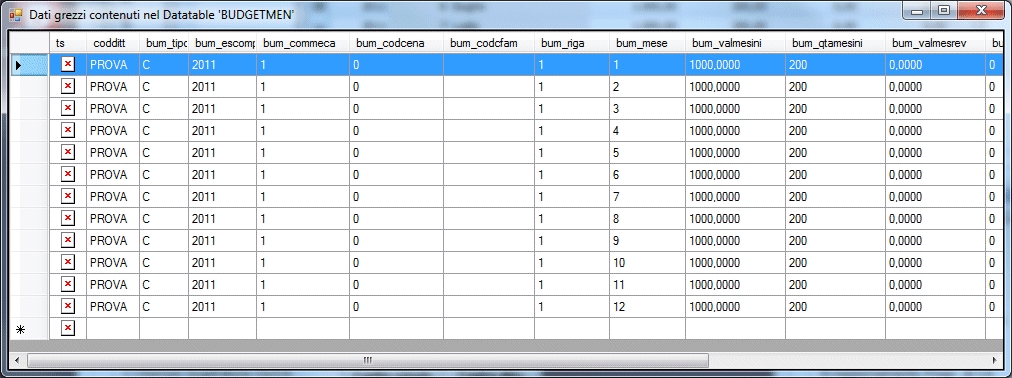 Dati grezzi contenuti nel Datatable 'BUDGETMEN'
ts codditt bum_tipo bum_escomp bum_commeca bum_codcena bum_codcfam bum_riga bum_mese bum_valmesini bum_qtamesini bum_valmesrev bu
PROVA C 2011 1 0 1 1 1000,0000 200 0,0000 0
PROVA C 2011 1 0 1 2 1000,0000 200 0,0000 0
PROVA C 2011 1 0 1 3 1000,0000 200 0,0000 0
PROVA C 2011 1 0 1 4 1000,0000 200 0,0000 0
PROVA C 2011 1 0 1 5 1000,0000 200 0,0000 0
PROVA C 2011 1 0 1 6 1000,0000 200 0,0000 0
PROVA C 2011 1 0 1 7 1000,0000 200 0,0000 0
PROVA C 2011 1 0 1 8 1000,0000 200 0,0000 0
PROVA C 2011 1 0 1 9 1000,0000 200 0,0000 0
PROVA C 2011 1 0 1 10 1000,0000 200 0,0000 0
PROVA C 2011 1 0 1 11 1000,0000 200 0,0000 0
PROVA C 2011 1 0 1 12 1000,0000 200 0,0000 0